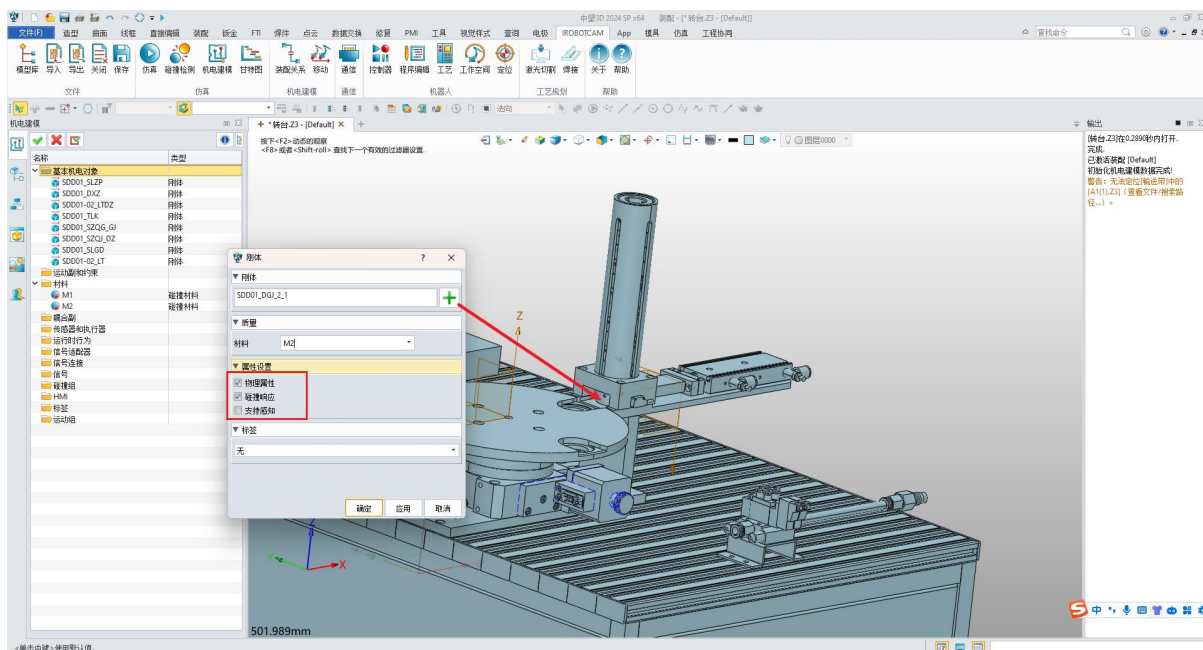 中望3D 2024 SP x64    装配 - [*转台.Z3 - [Default]]
文件(F) 造型 曲面 线框 直接编辑 装配 钣金 FTI 焊件 点云 数据交换 修复 PMI 工具 视觉样式 查询 电极 IROBOTCAM App 模具 仿真 工程协同 查找命令
模型库 导入 导出 关闭 保存 仿真 碰撞检测 机电建模 甘特图 装配关系 移动 通信 控制器 程序编辑 工艺 工作空间 定位 激光切割 焊接 关于 帮助
文件 仿真 机电建模 通信 机器人 工艺规划 帮助
法向
机电建模
*转台.Z3 - [Default]
输出
按下<F2>动态的观察
<F8>或者<Shift-roll> 查找下一个有效的过滤器设置.
图层0000
[转台.Z3]在0.2890秒内打开.
完成.
已激活装配 [Default]
初始化机电建模数据完成!
警告：无法定位[输送带]中的
[A1(1).Z3]（查看文件/搜索路
径...）。
名称 类型
基本机电对象
SDD01_SLZP 刚体
SDD01_DXZ 刚体
SDD01-02_LTDZ 刚体
SDD01_TLK 刚体
SDD01_SZQG_GJ 刚体
SDD01_SZQJ_DZ 刚体
SDD01_SLGD 刚体
SDD01-02_LT 刚体
运动副和约束
材料
M1 碰撞材料
M2 碰撞材料
耦合副
传感器和执行器
运行时行为
信号适配器
信号连接
信号
碰撞组
HMI
标签
运动组
刚体 ? ×
刚体
SDD01_DGJ_2_1
质量
材料 M2
属性设置
物理属性
碰撞响应
支持感知
标签
无
确定 应用 取消
Z
Z
Y
X
501.989mm
中
<单击中键>使用默认值.